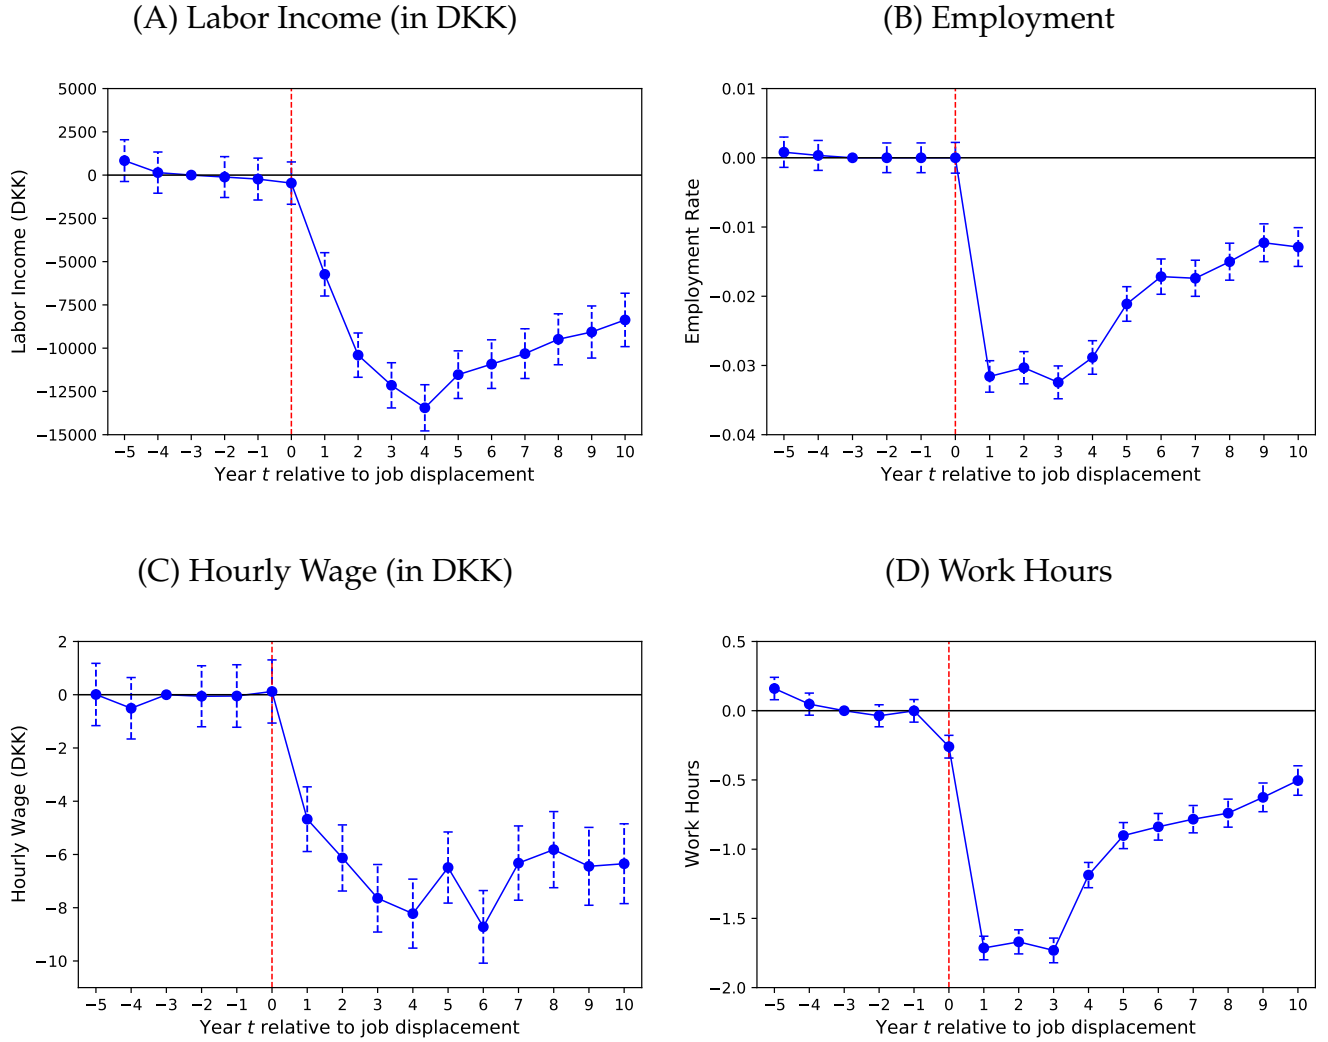 (A) Labor Income (in DKK)
5000
2500
0
−2500
−5000
−7500
−10000
−12500
−15000
Labor Income (DKK)
−5 −4 −3 −2 −1 0 1 2 3 4 5 6 7 8 9 10
Year t relative to job displacement
(B) Employment
0.01
0.00
−0.01
−0.02
−0.03
−0.04
Employment Rate
−5 −4 −3 −2 −1 0 1 2 3 4 5 6 7 8 9 10
Year t relative to job displacement
(C) Hourly Wage (in DKK)
2
0
−2
−4
−6
−8
−10
Hourly Wage (DKK)
−5 −4 −3 −2 −1 0 1 2 3 4 5 6 7 8 9 10
Year t relative to job displacement
(D) Work Hours
0.5
0.0
−0.5
−1.0
−1.5
−2.0
Work Hours
−5 −4 −3 −2 −1 0 1 2 3 4 5 6 7 8 9 10
Year t relative to job displacement